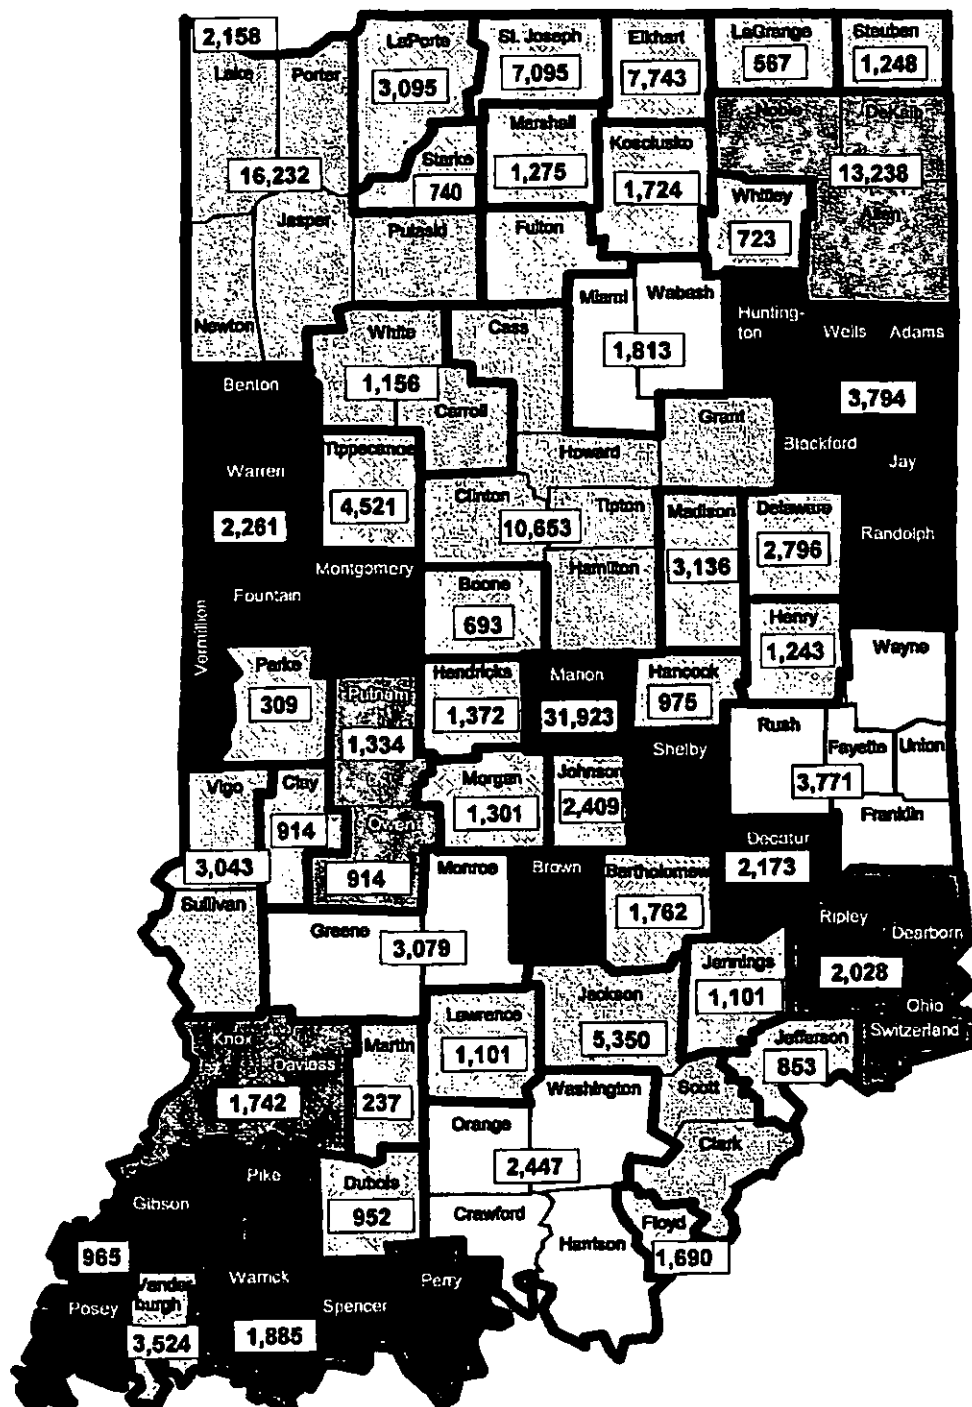 2,158
Lake
Porter
LaPorte
3,095
St. Joseph
7,095
Elkhart
7,743
LaGrange
567
Steuben
1,248
16,232
Starke
740
Marshall
1,275
Kosciusko
1,724
Noble
DeKalb
13,238
Allen
Whitley
723
Jasper
Pulaski
Fulton
Newton
White
Cass
Miami
Wabash
1,813
Hunting-
ton
Wells
Adams
Benton
1,156
Carroll
3,794
Grant
Blackford
Jay
Warren
Tippecanoe
4,521
Howard
Clinton
Tipton
10,653
Madison
3,136
Delaware
2,796
Randolph
2,261
Montgomery
Hamilton
Fountain
Boone
693
Henry
1,243
Wayne
Vermillion
Parke
309
Putnam
1,334
Hendricks
1,372
Marion
31,923
Hancock
975
Rush
Fayette
Union
3,771
Shelby
Vigo
Clay
914
Morgan
1,301
Johnson
2,409
Franklin
3,043
Owen
914
Monroe
Brown
Bartholomew
1,762
Decatur
2,173
Sullivan
Greene
3,079
Ripley
Dearborn
2,028
Jennings
1,101
Ohio
Switzerland
Knox
Daviess
1,742
Martin
237
Lawrence
1,101
Jackson
5,350
Jefferson
853
Washington
Scott
Orange
Clark
2,447
Pike
Gibson
Dubois
952
Crawford
Harrison
Floyd
1,690
965
Vander
burgh
Warrick
Perry
Posey
Spencer
3,524
1,885